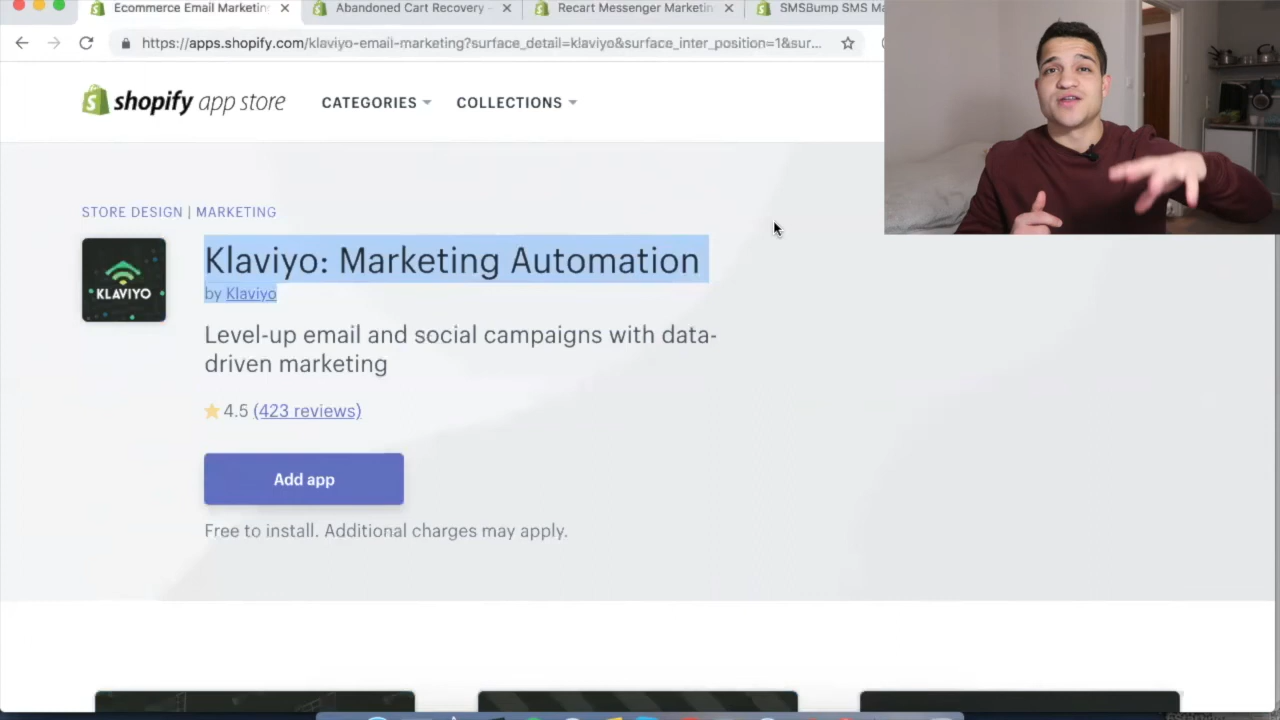 Ecommerce Email Marketin
Abandoned Cart Recovery -
Recart Messenger Marketin
SMSBump SMS Ma
https://apps.shopify.com/klaviyo-email-marketing?surface_detail=klaviyo&surface_inter_position=1&sur...
shopify app store
CATEGORIES
COLLECTIONS
STORE DESIGN | MARKETING
KLAVIYO
Klaviyo: Marketing Automation
by Klaviyo
Level-up email and social campaigns with data-
driven marketing
4.5 (423 reviews)
Add app
Free to install. Additional charges may apply.